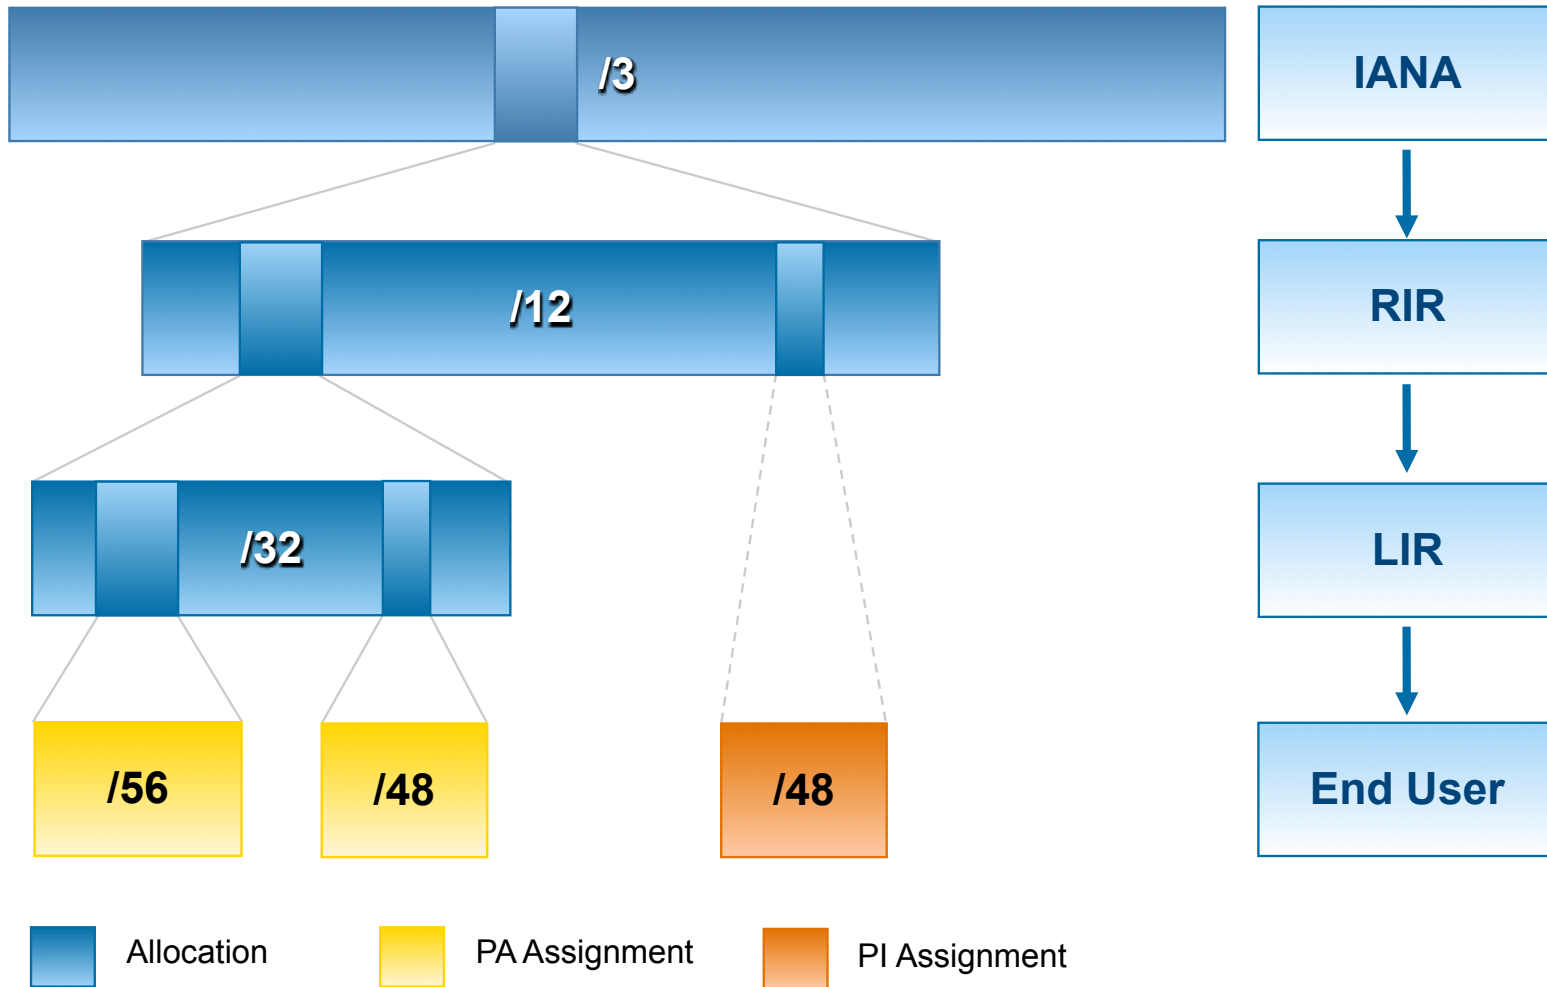 /3
IANA
/12
RIR
/32
LIR
/56
/48
/48
End User
Allocation
PA Assignment
PI Assignment